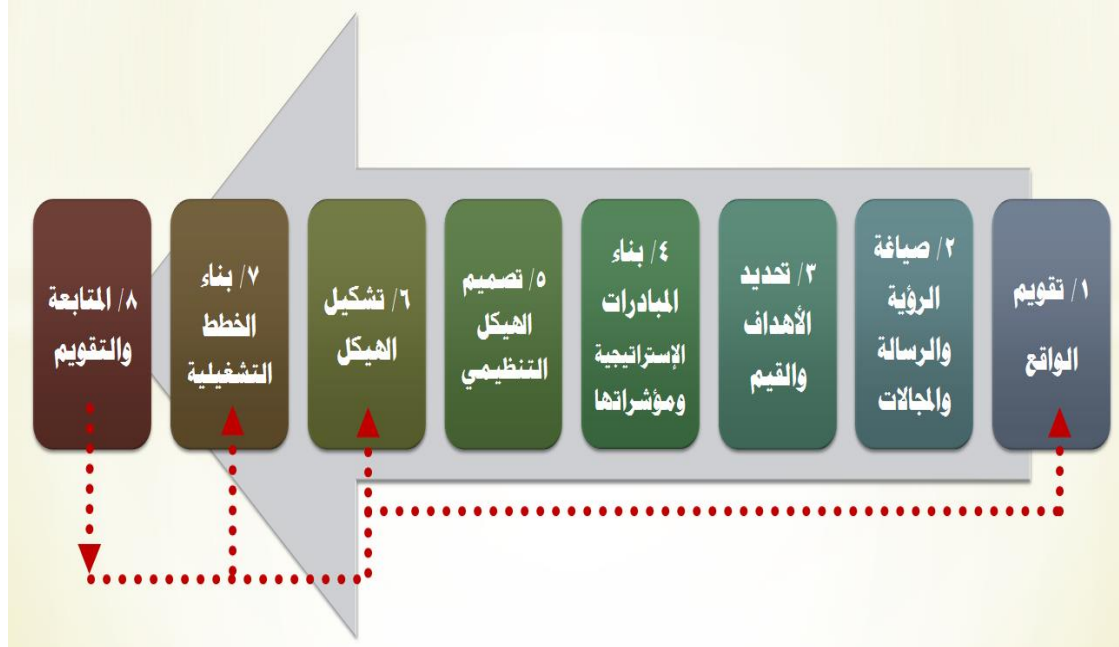 ١/ تقويم
الواقع
٢/ صياغة
الرؤية
والرسالة
والمجالات
٣/ تحديد
الأهداف
والقيم
٤/ بناء
المبادرات
الإستراتيجية
ومؤشراتها
٥/ تصميم
الهيكل
التنظيمي
٦/ تشكيل
الهيكل
٧/ بناء
الخطط
التشغيلية
٨/ المتابعة
والتقويم